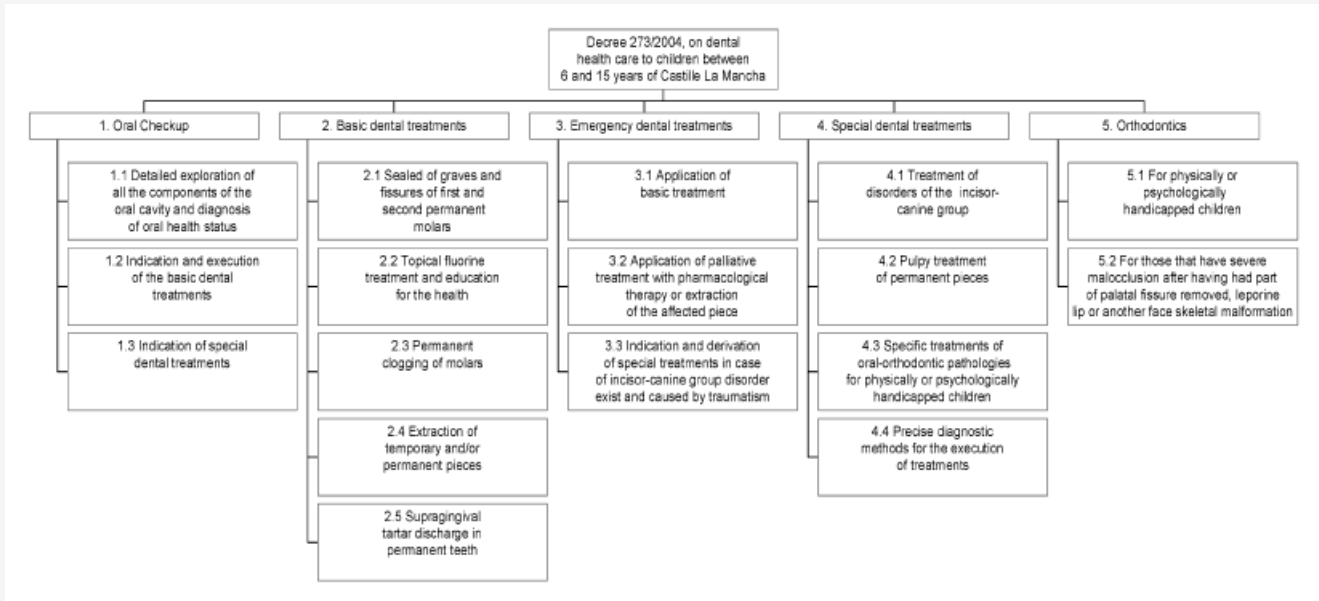 Decree 273/2004, on dental
health care to children between
6 and 15 years of Castille La Mancha
1. Oral Checkup
2. Basic dental treatments
3. Emergency dental treatments
4. Special dental treatments
5. Orthodontics
1.1 Detailed exploration of
all the components of the
oral cavity and diagnosis
of oral health status
1.2 Indication and execution
of the basic dental
treatments
1.3 Indication of special
dental treatments
2.1 Sealed of graves and
fissures of first and
second permanent
molars
2.2 Topical fluorine
treatment and education
for the health
2.3 Permanent
clogging of molars
2.4 Extraction of
temporary and/or
permanent pieces
2.5 Supragingival
tartar discharge in
permanent teeth
3.1 Application of
basic treatment
3.2 Application of palliative
treatment with pharmacological
therapy or extraction
of the affected piece
3.3 Indication and derivation
of special treatments in case
of incisor-canine group disorder
exist and caused by traumatism
4.1 Treatment of
disorders of the incisor-
canine group
4.2 Pulpy treatment
of permanent pieces
4.3 Specific treatments of
oral-orthodontic pathologies
for physically or psychologically
handicapped children
4.4 Precise diagnostic
methods for the execution
of treatments
5.1 For physically or
psychologically
handicapped children
5.2 For those that have severe
malocclusion after having had part
of palatal fissure removed, leporine
lip or another face skeletal malformation